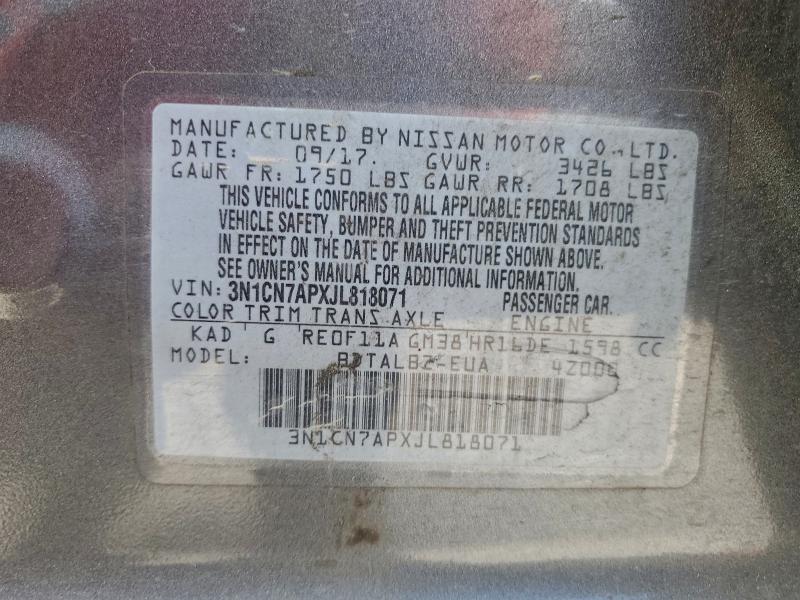 MANUFACTURED BY NISSAN MOTOR CO., LTD.
DATE: 09/17. GVWR: 3426 LBS
GAWR FR: 1750 LBS GAWR RR: 1708 LBS
THIS VEHICLE CONFORMS TO ALL APPLICABLE FEDERAL MOTOR
VEHICLE SAFETY, BUMPER AND THEFT PREVENTION STANDARDS
IN EFFECT ON THE DATE OF MANUFACTURE SHOWN ABOVE.
SEE OWNER'S MANUAL FOR ADDITIONAL INFORMATION.
VIN: 3N1CN7APXJL818071 PASSENGER CAR.
COLOR TRIM TRANS AXLE ENGINE
KAD G RE0F11A GM38 HR16DE 1598 CC
MODEL: BDTALBZ-EUA
3N1CN7APXJL818071